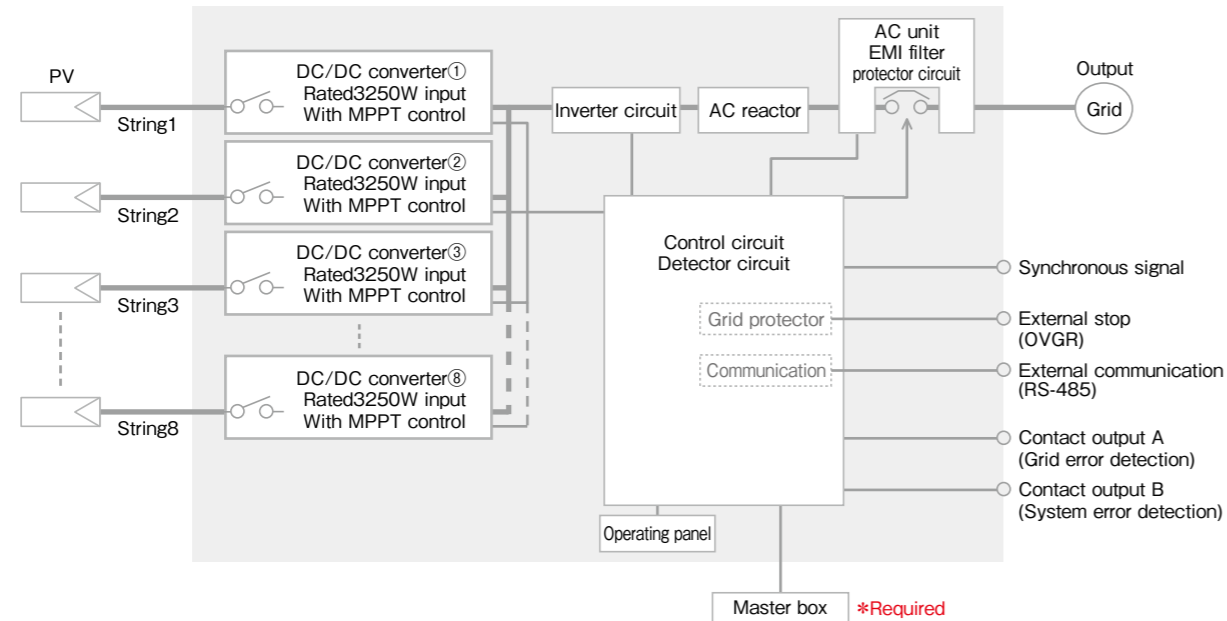 PV
String1
String2
String3
String8
DC/DC converter①
Rated3250W input
With MPPT control
DC/DC converter②
Rated3250W input
With MPPT control
DC/DC converter③
Rated3250W input
With MPPT control
DC/DC converter⑧
Rated3250W input
With MPPT control
Inverter circuit
AC reactor
AC unit
EMI filter
protector circuit
Output
Grid
Control circuit
Detector circuit
Grid protector
Communication
Synchronous signal
External stop
(OVGR)
External communication
(RS-485)
Contact output A
(Grid error detection)
Contact output B
(System error detection)
Operating panel
Master box
*Required